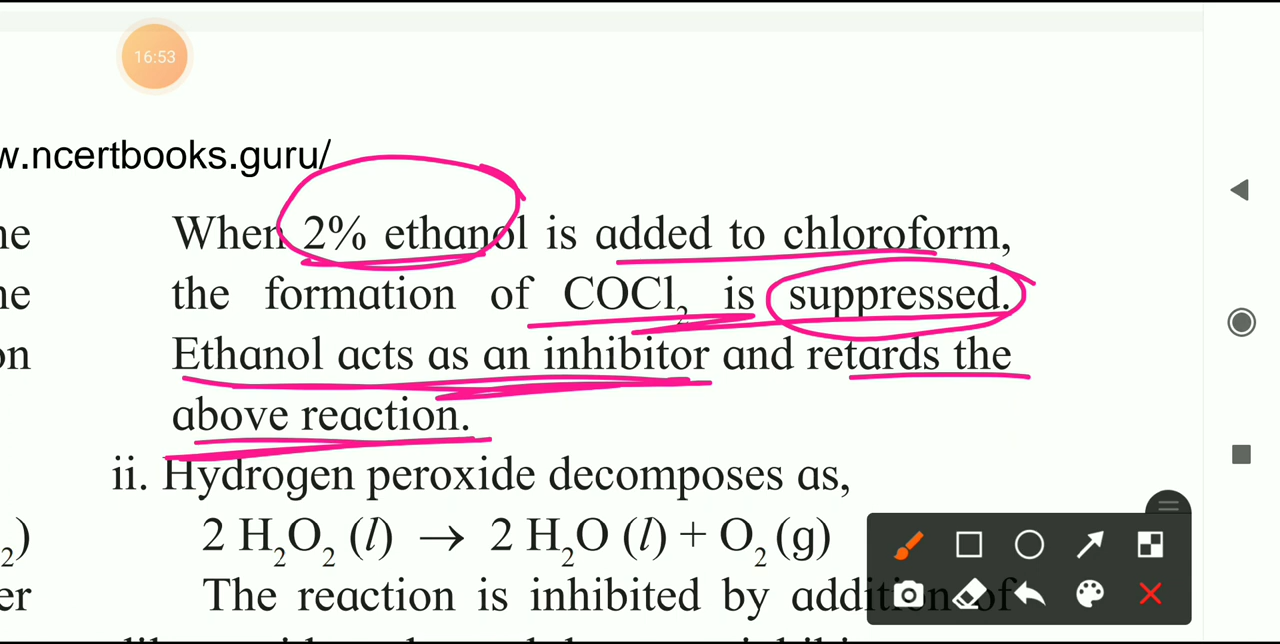 16:53
w.ncertbooks.guru/
ne When 2% ethanol is added to chloroform,
ne the formation of COCl₂ is suppressed.
on Ethanol acts as an inhibitor and retards the
above reaction.
ii. Hydrogen peroxide decomposes as,
₂) 2 H₂O₂ (l) → 2 H₂O (l) + O₂ (g)
er The reaction is inhibited by addition of